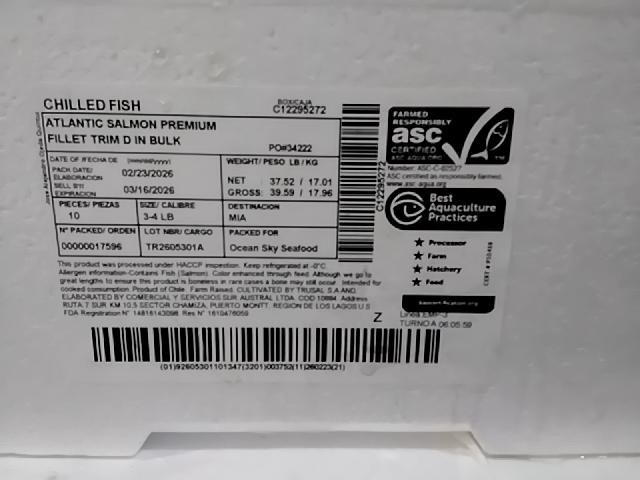 CHILLED FISH
BOX/CAJA
C12295272
ATLANTIC SALMON PREMIUM
FILLET TRIM D IN BULK
PO#34222
DATE OF /FECHA DE (mm/dd/yyyy)
PACK/
ELABORACION 02/23/2026
SELL BY/
EXPIRACION 03/16/2026
WEIGHT/ PESO LB / KG
NET : 37.52 / 17.01
GROSS: 39.59 / 17.96
PIECES/ PIEZAS
10
SIZE/ CALIBRE
3-4 LB
DESTINACION
MIA
N° PACKED/ ORDEN
00000017596
LOT NBR/ CARGO
TR2605301A
PACKED FOR
Ocean Sky Seafood
This product was processed under HACCP inspection. Keep refrigerated at -0°C.
Allergen information-Contains Fish (Salmon). Color enhanced through feed. Although we go to
great lengths to ensure this product is boneless in rare cases a bone may still occur. Intended for
cooked consumption. Product of Chile. Farm Raised. CULTIVATED BY TRUSAL S.A AND
ELABORATED BY COMERCIAL Y SERVICIOS SUR AUSTRAL LTDA. COD 10884. Address
RUTA 7 SUR KM 10,5 SECTOR CHAMIZA, PUERTO MONTT. REGION DE LOS LAGOS
FDA Registration N° 14816143098 Res N° 1610476059
Z
(01)92605301101347(3201)003752(11)260223(21)
C12295272
FARMED
RESPONSIBLY
asc
CERTIFIED
ASC-AQUA.ORG
TM
Number: ASC-C-02527
ASC certified as responsibly farmed.
www.asc-aqua.org
Best
Aquaculture
Practices
★ Processor
★ Farm
★ Hatchery
★ Feed
TURNO A 06:05:59